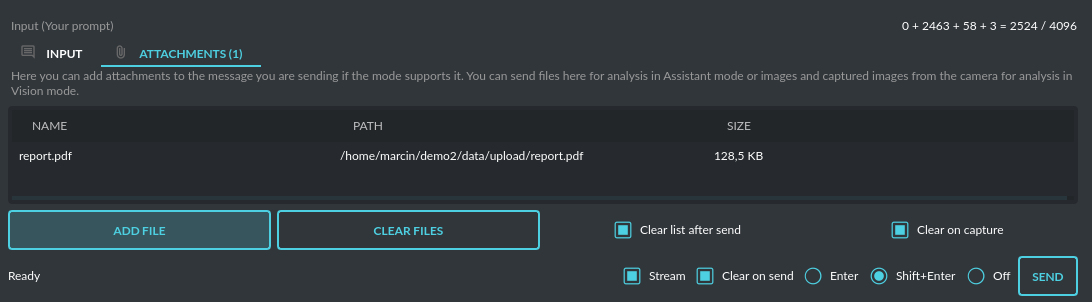 Input (Your prompt) 0 + 2463 + 58 + 3 = 2524 / 4096
INPUT ATTACHMENTS (1)
Here you can add attachments to the message you are sending if the mode supports it. You can send files here for analysis in Assistant mode or images and captured images from the camera for analysis in
Vision mode.
NAME PATH SIZE
report.pdf /home/marcin/demo2/data/upload/report.pdf 128,5 KB
ADD FILE CLEAR FILES Clear list after send Clear on capture
Ready Stream Clear on send Enter Shift+Enter Off SEND